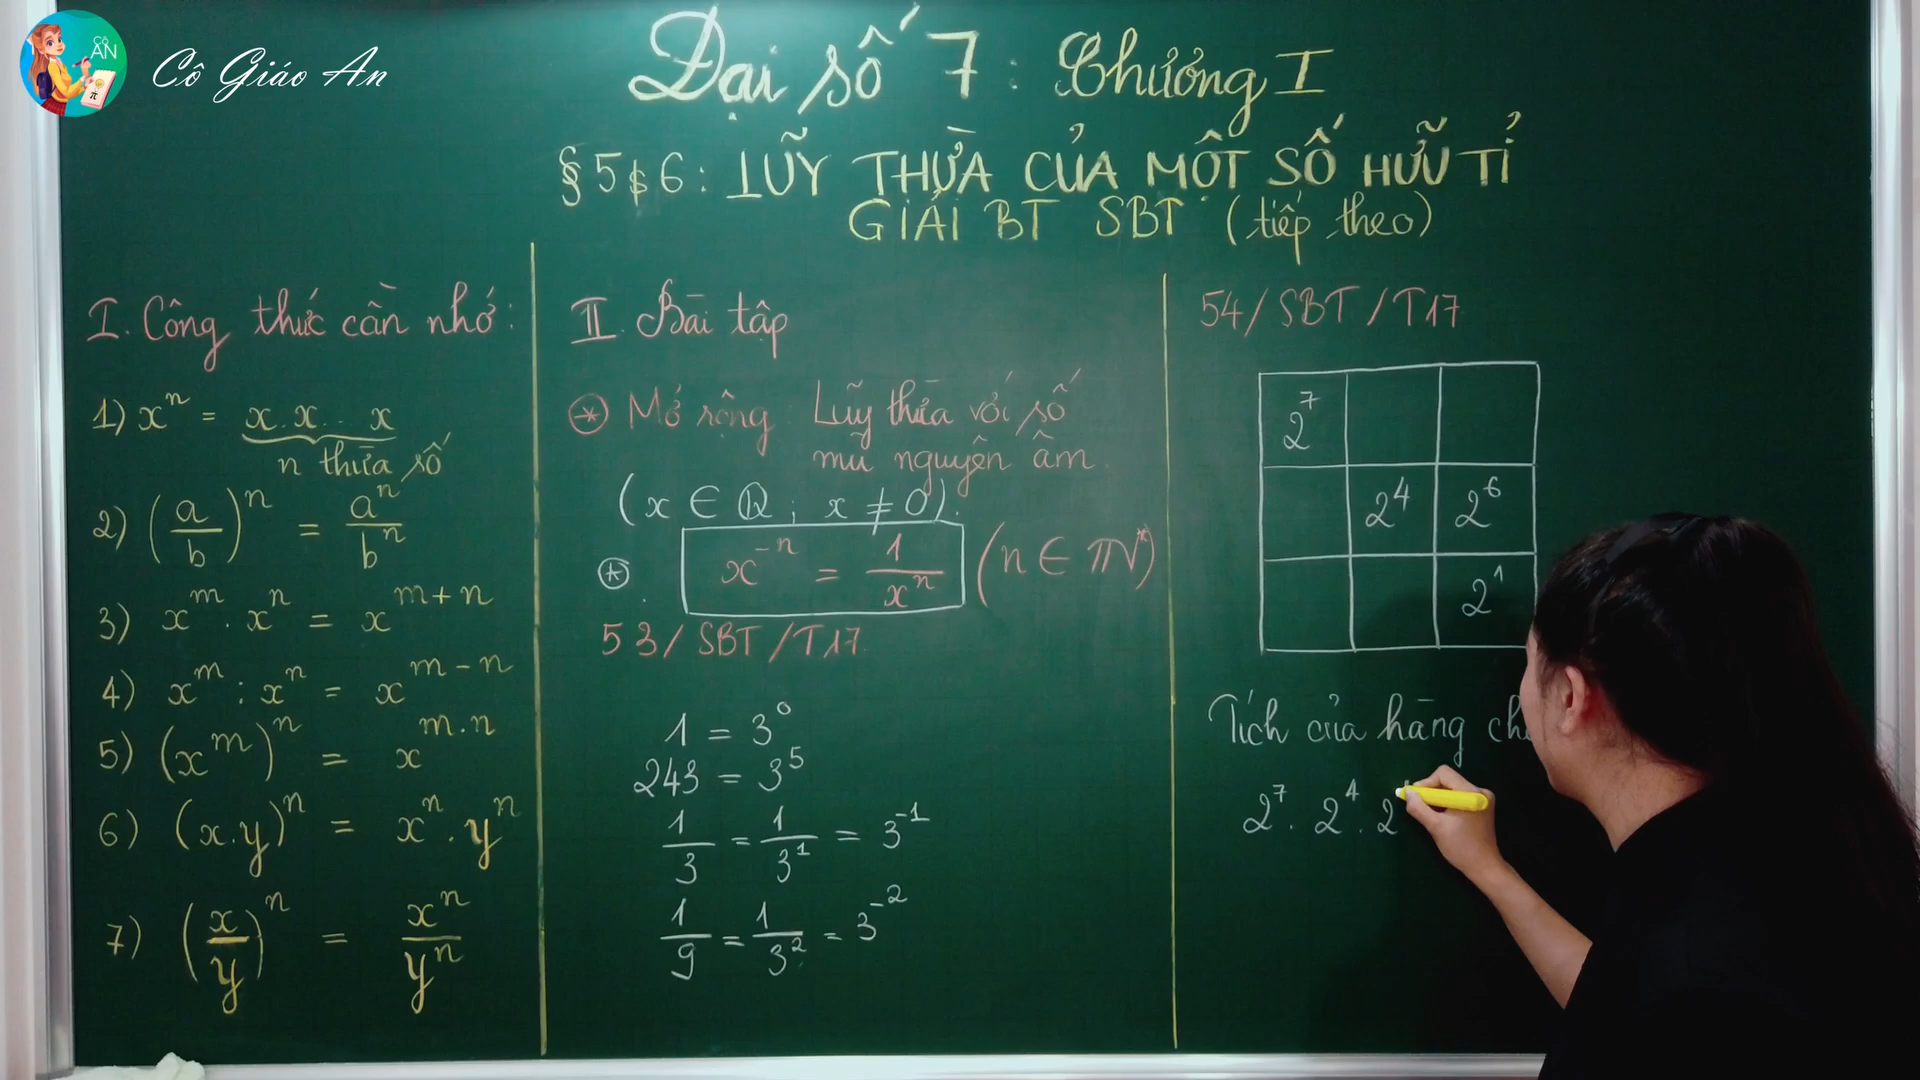 CÔ AN
π
Cô Giáo An
Đại số 7 : Chương I
§ 5 & 6 : LŨY THỪA CỦA MỘT SỐ HỮU TỈ
GIẢI BT SBT (tiếp theo)
I. Công thức cần nhớ :
1) xⁿ = x . x ... x
n thừa số
2) (a/b)ⁿ = aⁿ/bⁿ
3) xᵐ . xⁿ = xᵐ⁺ⁿ
4) xᵐ : xⁿ = xᵐ⁻ⁿ
5) (xᵐ)ⁿ = x^(m.n)
6) (x.y)ⁿ = xⁿ . yⁿ
7) (x/y)ⁿ = xⁿ/yⁿ
II. Bài tập
* Mở rộng : Lũy thừa với số
mũ nguyên âm.
(x ∈ Q ; x ≠ 0).
* x⁻ⁿ = 1/xⁿ (n ∈ N*)
53/ SBT / T17.
1 = 3⁰
243 = 3⁵
1/3 = 1/3¹ = 3⁻¹
1/9 = 1/3² = 3⁻²
54/ SBT / T17
2⁷
2⁴ 2⁶
2¹
Tích của hàng
2⁷ . 2⁴ . 2